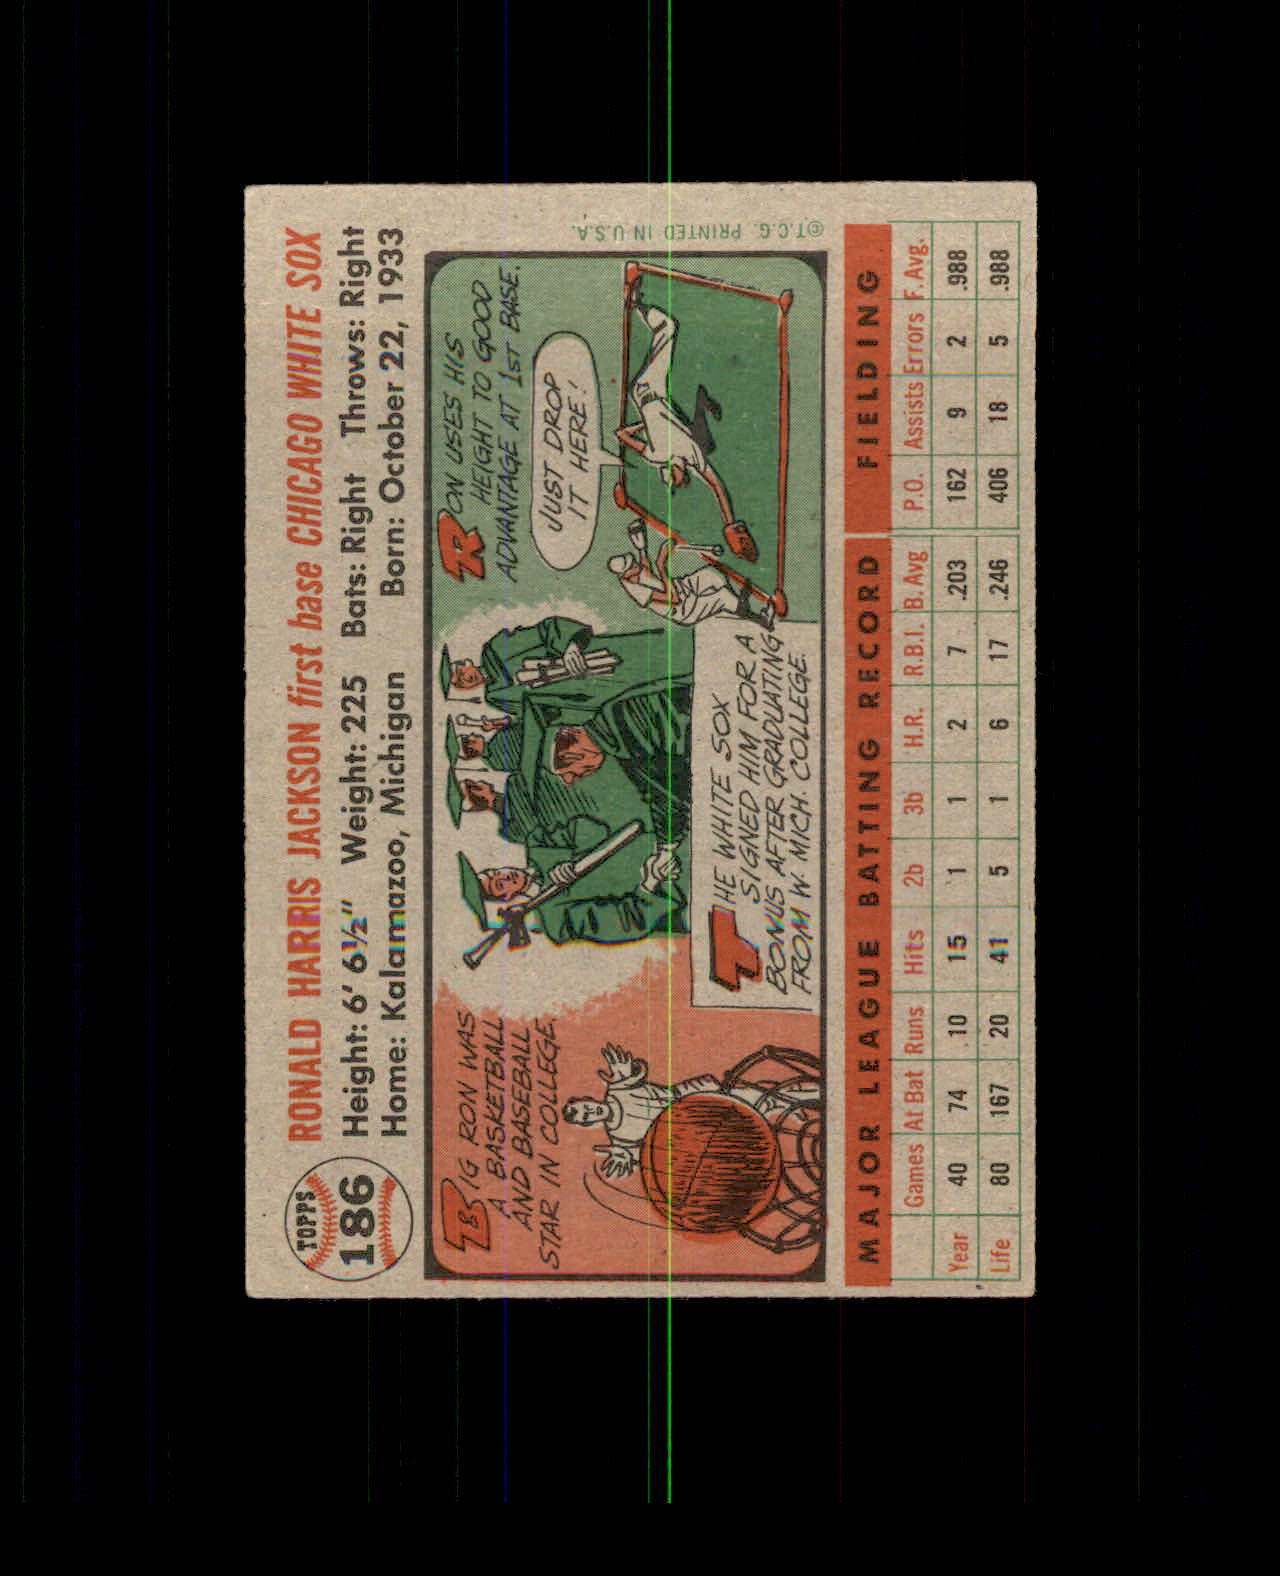 TOPPS
186
RONALD HARRIS JACKSON first base CHICAGO WHITE SOX
Height: 6' 6½" Weight: 225 Bats: Right Throws: Right
Home: Kalamazoo, Michigan Born: October 22, 1933
BIG RON WAS
A BASKETBALL
AND BASEBALL
STAR IN COLLEGE.
THE WHITE SOX
SIGNED HIM FOR A
BONUS AFTER GRADUATING
FROM W. MICH. COLLEGE.
RON USES HIS
HEIGHT TO GOOD
ADVANTAGE AT 1ST BASE.
JUST DROP
IT HERE!
©T.C.G. PRINTED IN U.S.A.
MAJOR LEAGUE BATTING RECORD FIELDING
Games At Bat Runs Hits 2b 3b H.R. R.B.I. B. Avg P.O. Assists Errors F. Avg.
Year 40 74 10 15 1 1 2 7 .203 162 9 2 .988
Life 80 167 20 41 5 1 6 17 .246 406 18 5 .988